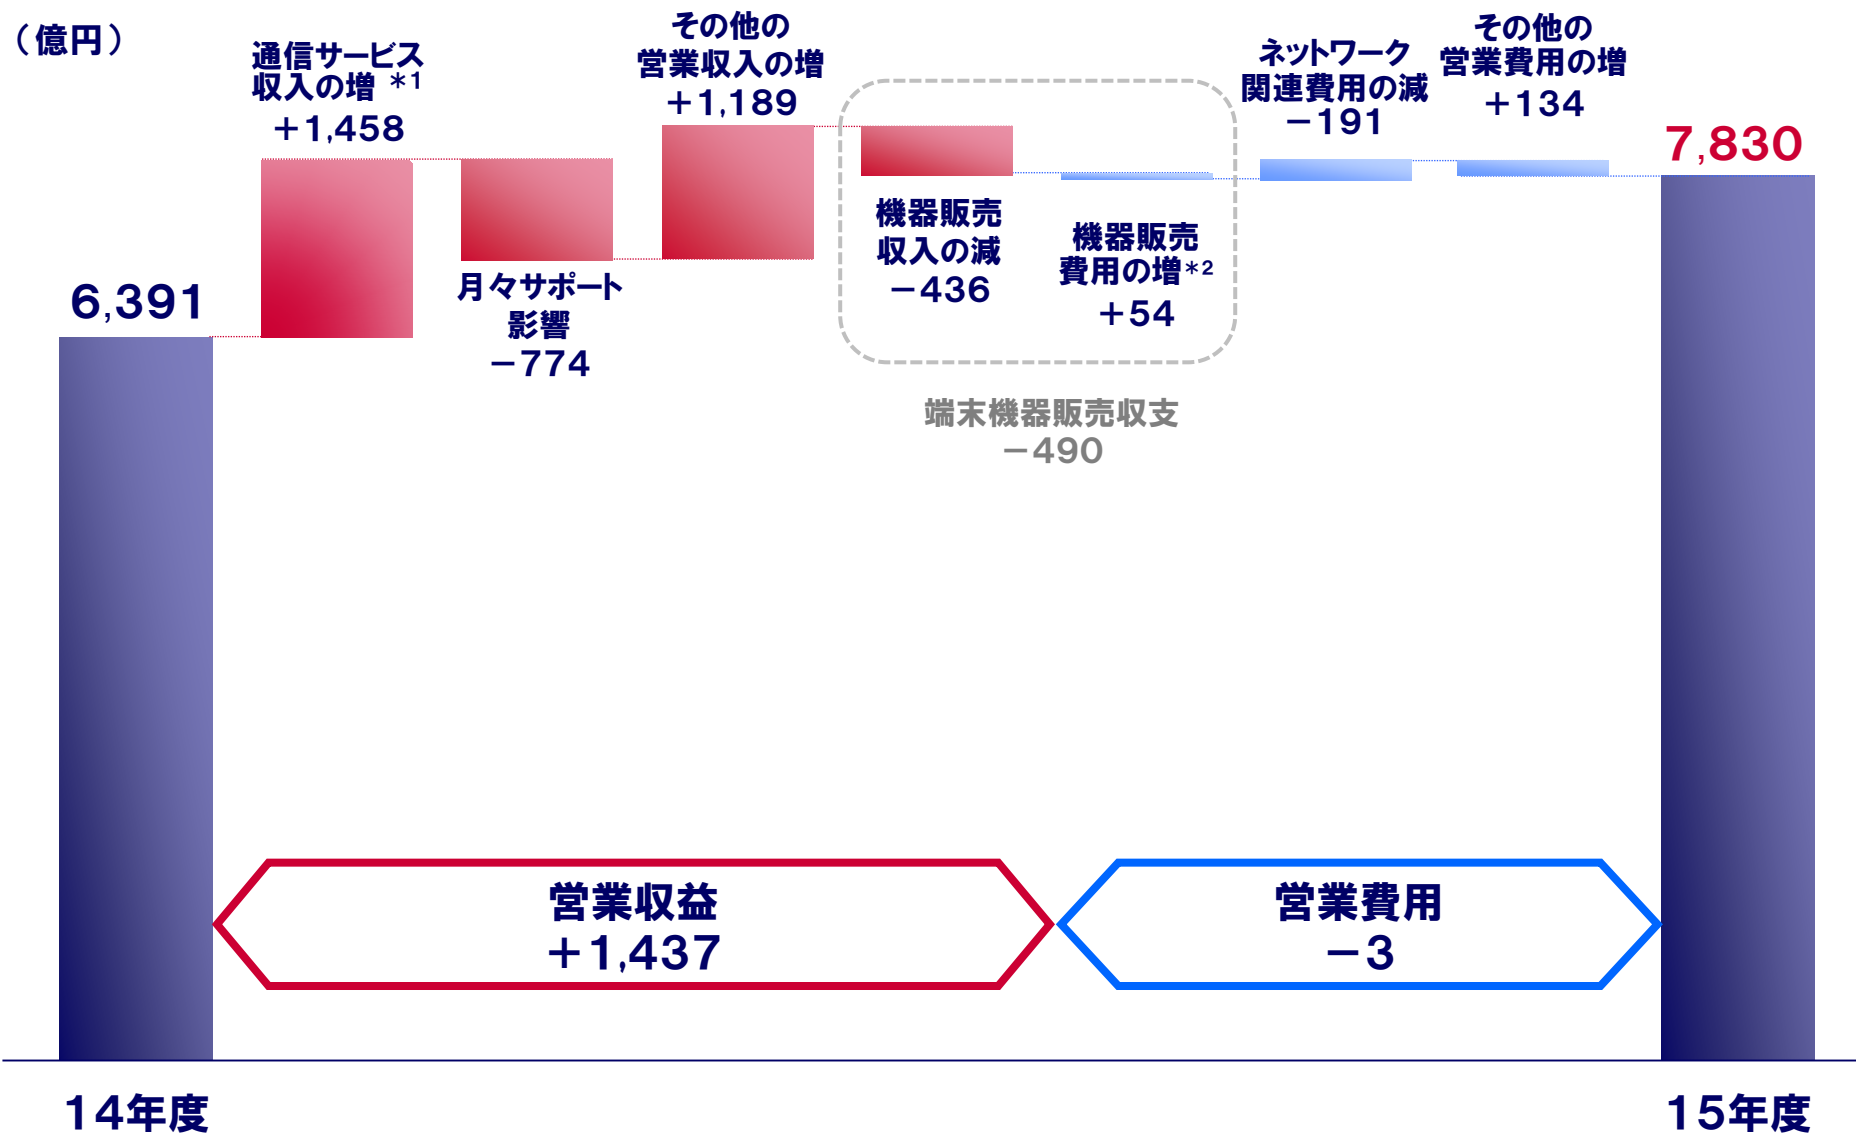 （億円）
通信サービス
収入の増 ＊1
＋1,458
月々サポート
影響
－774
その他の
営業収入の増
＋1,189
機器販売
収入の減
－436
機器販売
費用の増＊2
＋54
端末機器販売収支
－490
ネットワーク
関連費用の減
－191
その他の
営業費用の増
＋134
6,391
7,830
営業収益
＋1,437
営業費用
－3
14年度
15年度